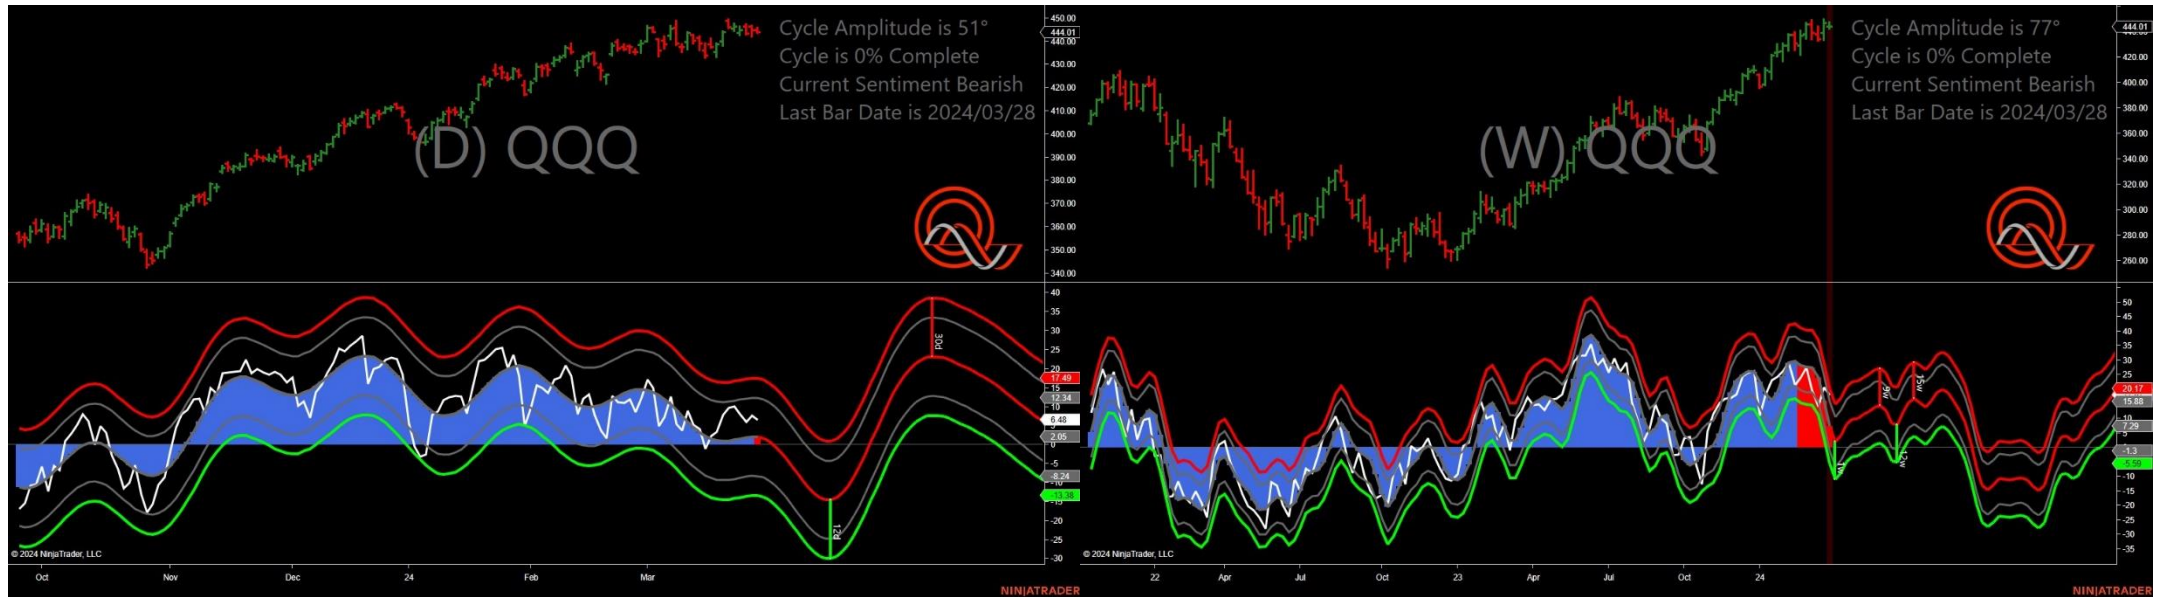 Cycle Amplitude is 51°
Cycle is 0% Complete
Current Sentiment Bearish
Last Bar Date is 2024/03/28
(D) QQQ
450.00
444.01
440.00
430.00
420.00
410.00
400.00
390.00
380.00
370.00
360.00
350.00
340.00
40
35
30
25
20
17.49
15
12.34
10
6.48
2.05
0
-5
-8.24
-13.38
-20
-25
-30
30d
12d
© 2024 NinjaTrader, LLC
Oct Nov Dec 24 Feb Mar
NINJATRADER
Cycle Amplitude is 77°
Cycle is 0% Complete
Current Sentiment Bearish
Last Bar Date is 2024/03/28
(W) QQQ
444.01
420.00
400.00
380.00
360.00
340.00
320.00
300.00
280.00
260.00
50
45
40
35
30
25
20.17
15.88
10
7.29
-1.3
-5.59
-10
-15
-20
-25
-30
-35
1w
9w
12w
15w
© 2024 NinjaTrader, LLC
22 Apr Jul Oct 23 Apr Jul Oct 24
NINJATRADER